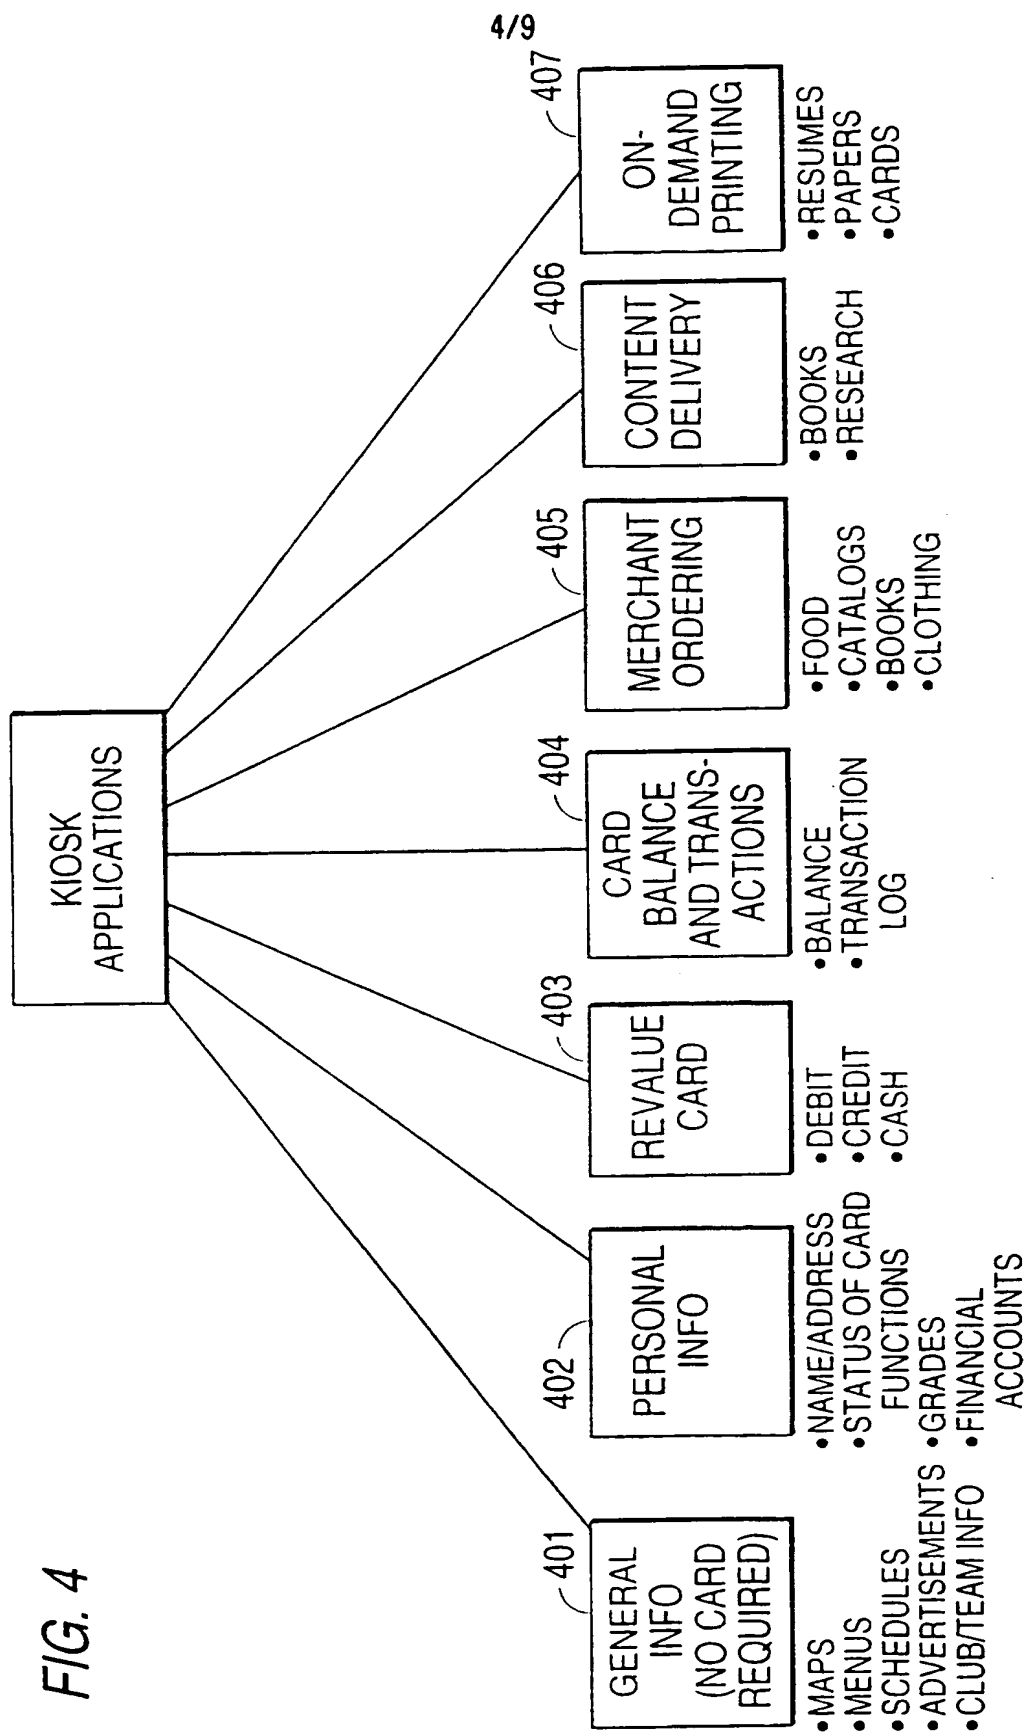 4/9
FIG. 4
KIOSK
APPLICATIONS
401
GENERAL
INFO
(NO CARD
REQUIRED)
•MAPS
•MENUS
•SCHEDULES
•ADVERTISEMENTS
•CLUB/TEAM INFO
402
PERSONAL
INFO
•NAME/ADDRESS
•STATUS OF CARD
FUNCTIONS
•GRADES
•FINANCIAL
ACCOUNTS
403
REVALUE
CARD
•DEBIT
•CREDIT
•CASH
404
CARD
BALANCE
AND TRANS-
ACTIONS
•BALANCE
•TRANSACTION
LOG
405
MERCHANT
ORDERING
•FOOD
•CATALOGS
•BOOKS
•CLOTHING
406
CONTENT
DELIVERY
•BOOKS
•RESEARCH
407
ON-
DEMAND
PRINTING
•RESUMES
•PAPERS
•CARDS